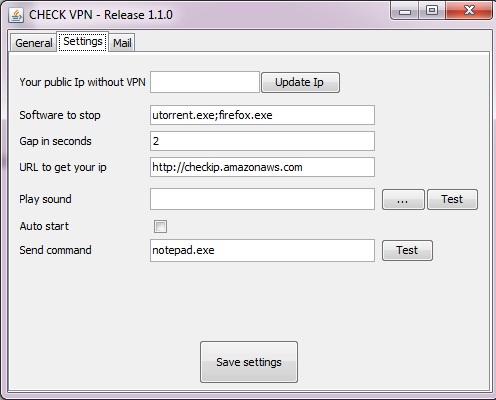 CHECK VPN - Release 1.1.0
General Settings Mail
Your public Ip without VPN Update Ip
Software to stop utorrent.exe;firefox.exe
Gap in seconds 2
URL to get your ip http://checkip.amazonaws.com
Play sound ... Test
Auto start
Send command notepad.exe Test
Save settings